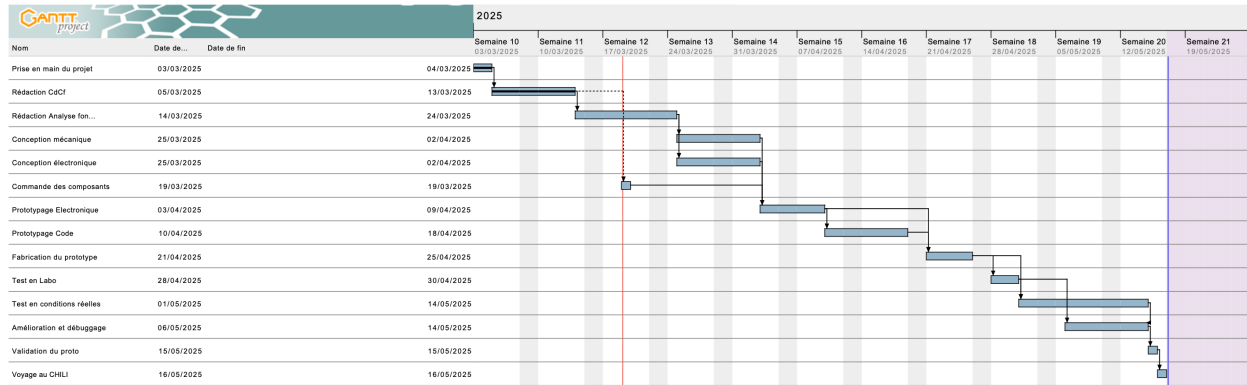 GANTT project
2025
Semaine 10 Semaine 11 Semaine 12 Semaine 13 Semaine 14 Semaine 15 Semaine 16 Semaine 17 Semaine 18 Semaine 19 Semaine 20 Semaine 21
03/03/2025 10/03/2025 17/03/2025 24/03/2025 31/03/2025 07/04/2025 14/04/2025 21/04/2025 28/04/2025 05/05/2025 12/05/2025 19/05/2025
Nom Date de... Date de fin
Prise en main du projet 03/03/2025 04/03/2025
Rédaction CdCf 05/03/2025 13/03/2025
Rédaction Analyse fon... 14/03/2025 24/03/2025
Conception mécanique 25/03/2025 02/04/2025
Conception électronique 25/03/2025 02/04/2025
Commande des composants 19/03/2025 19/03/2025
Prototypage Electronique 03/04/2025 09/04/2025
Prototypage Code 10/04/2025 18/04/2025
Fabrication du prototype 21/04/2025 25/04/2025
Test en Labo 28/04/2025 30/04/2025
Test en conditions réelles 01/05/2025 14/05/2025
Amélioration et débuggage 06/05/2025 14/05/2025
Validation du proto 15/05/2025 15/05/2025
Voyage au CHILI 16/05/2025 16/05/2025